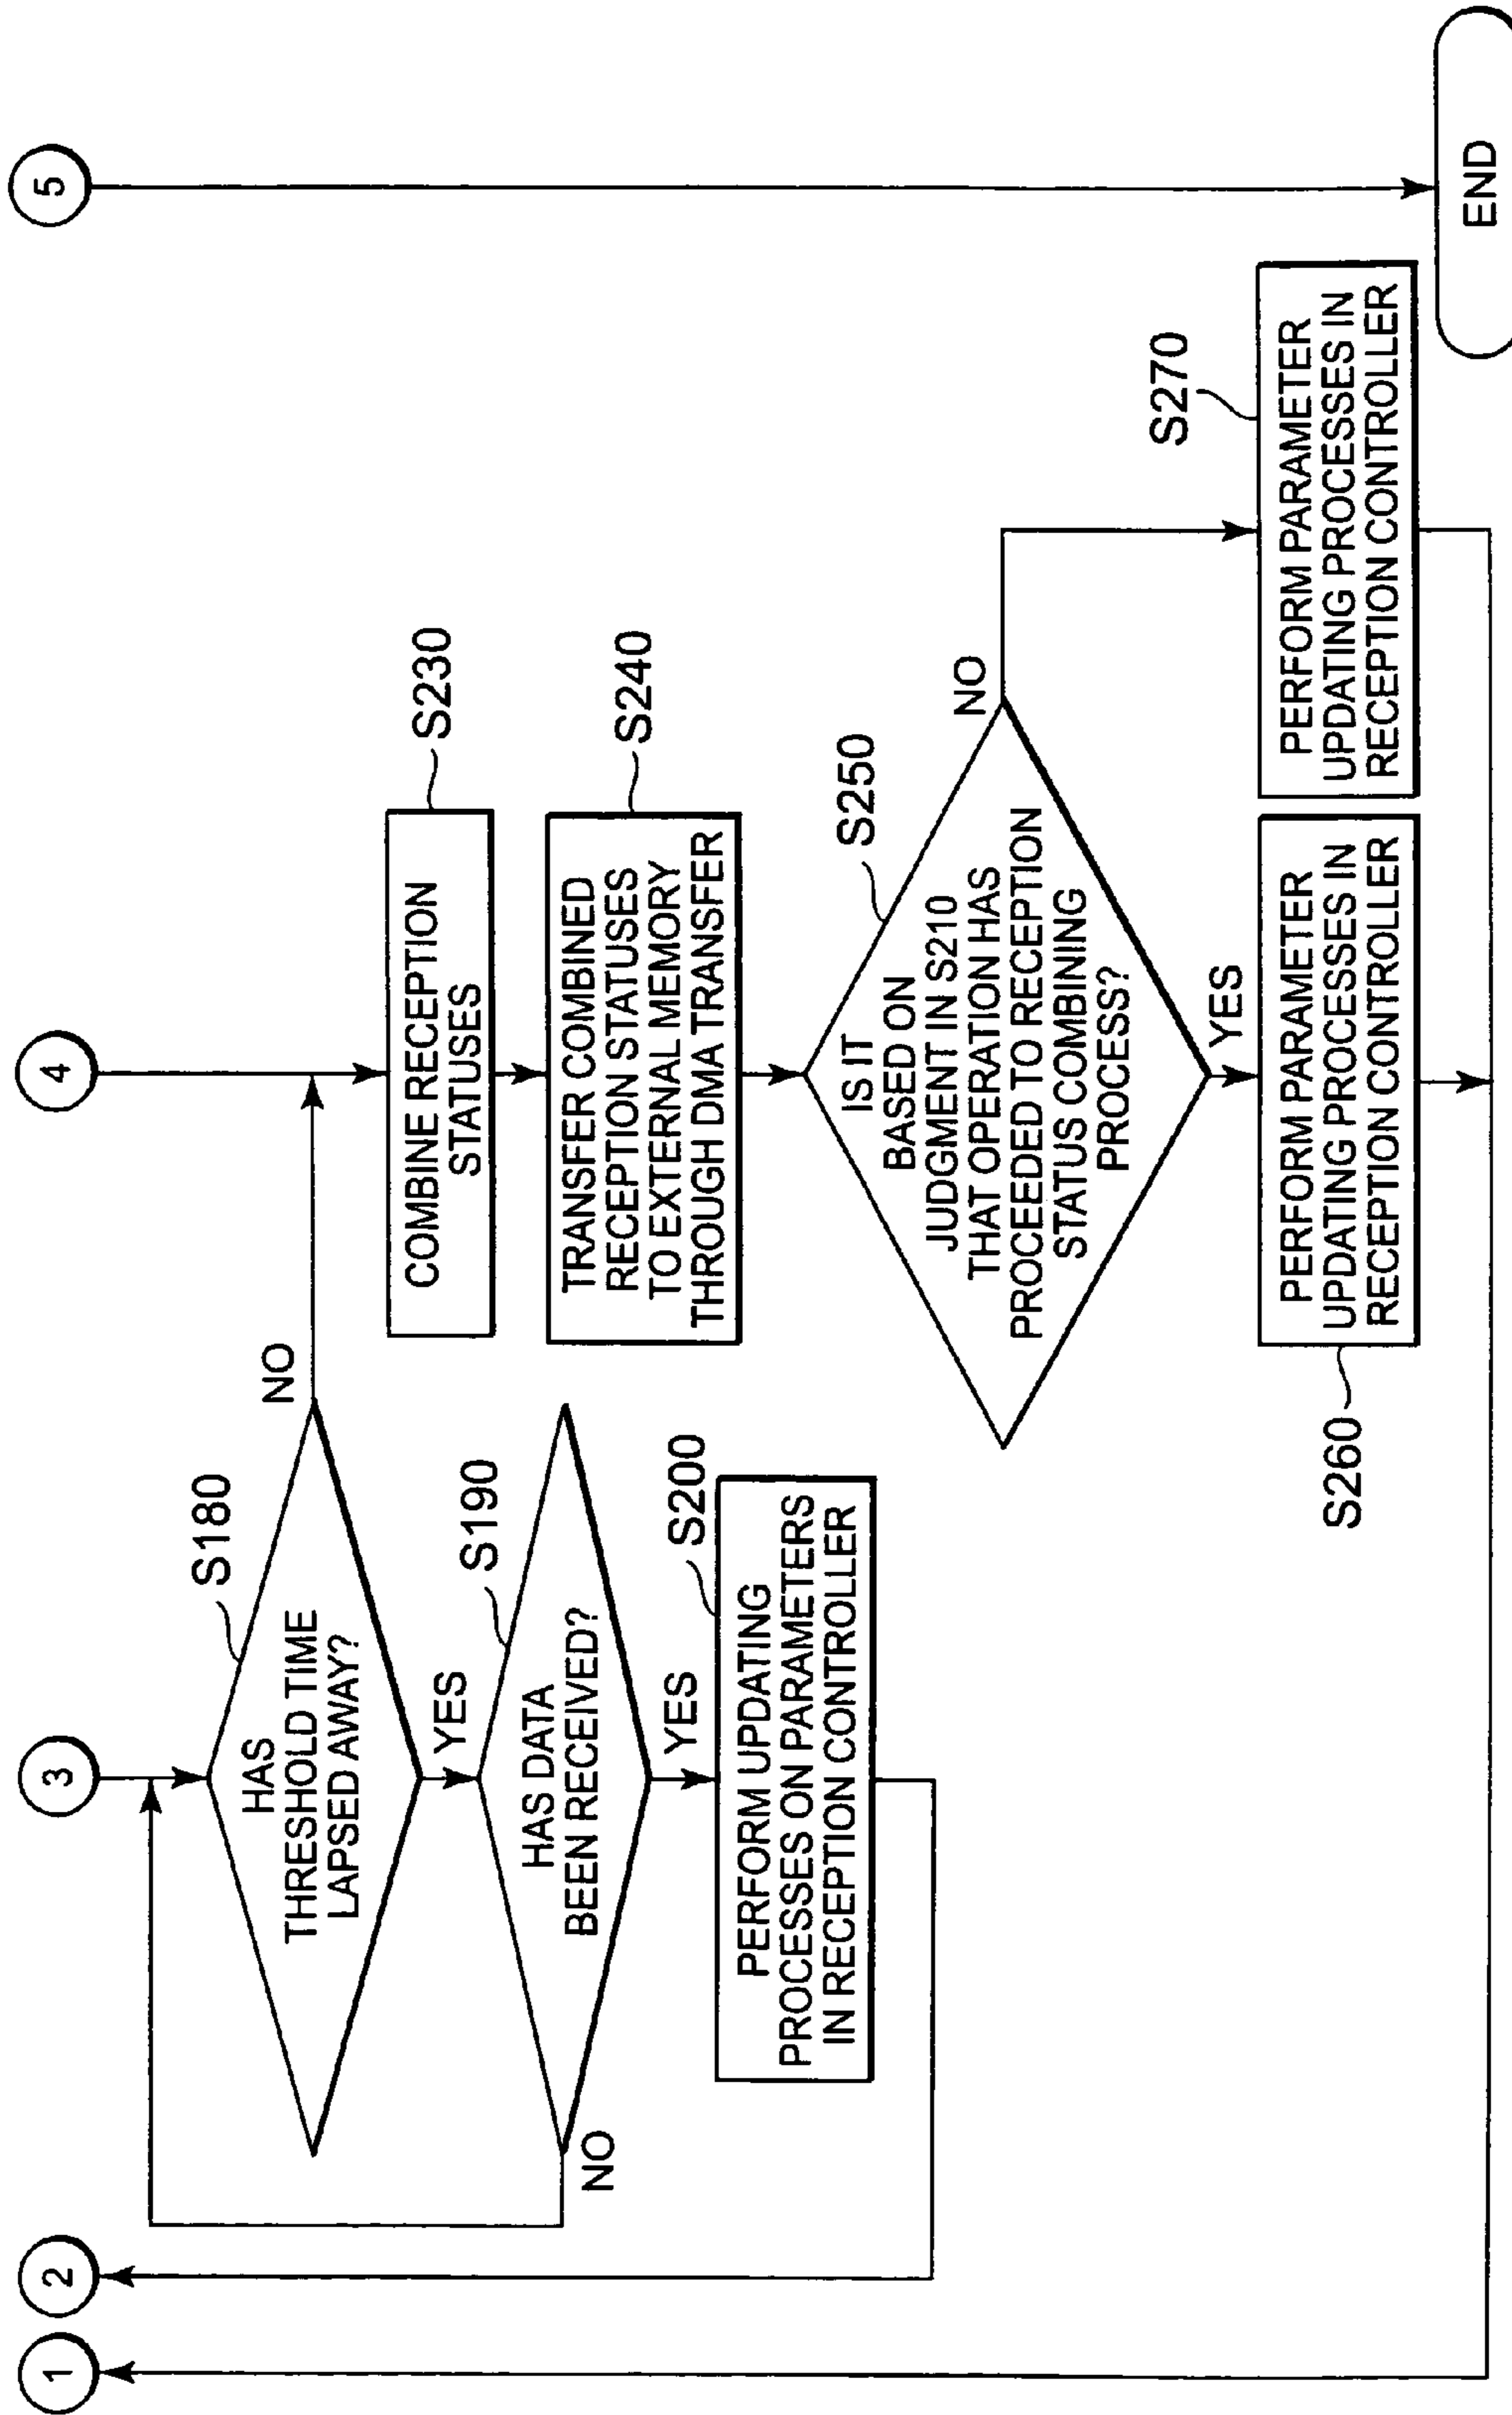 1
2
3
4
5
HAS
THRESHOLD TIME
LAPSED AWAY?
S180
NO
YES
HAS DATA
BEEN RECEIVED?
S190
NO
YES
PERFORM UPDATING
PROCESSES ON PARAMETERS
IN RECEPTION CONTROLLER
S200
COMBINE RECEPTION
STATUSES
S230
TRANSFER COMBINED
RECEPTION STATUSES
TO EXTERNAL MEMORY
THROUGH DMA TRANSFER
S240
IS IT
BASED ON
JUDGMENT IN S210
THAT OPERATION HAS
PROCEEDED TO RECEPTION
STATUS COMBINING
PROCESS?
S250
NO
YES
PERFORM PARAMETER
UPDATING PROCESSES IN
RECEPTION CONTROLLER
S260
PERFORM PARAMETER
UPDATING PROCESSES IN
RECEPTION CONTROLLER
S270
END